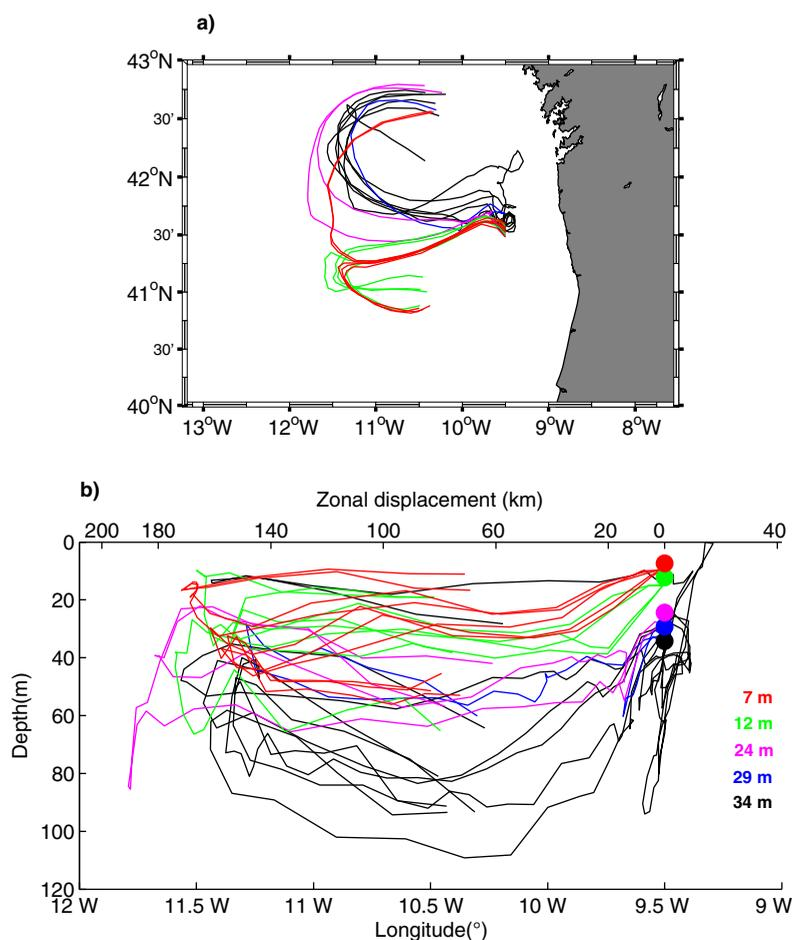 a)
43°N
30'
42°N
30'
41°N
30'
40°N
13°W 12°W 11°W 10°W 9°W 8°W
b)
Zonal displacement (km)
200 180 140 100 60 20 0 40
0
20
40
60
80
100
120
Depth(m)
7 m
12 m
24 m
29 m
34 m
12 W 11.5 W 11 W 10.5 W 10 W 9.5 W 9 W
Longitude(°)